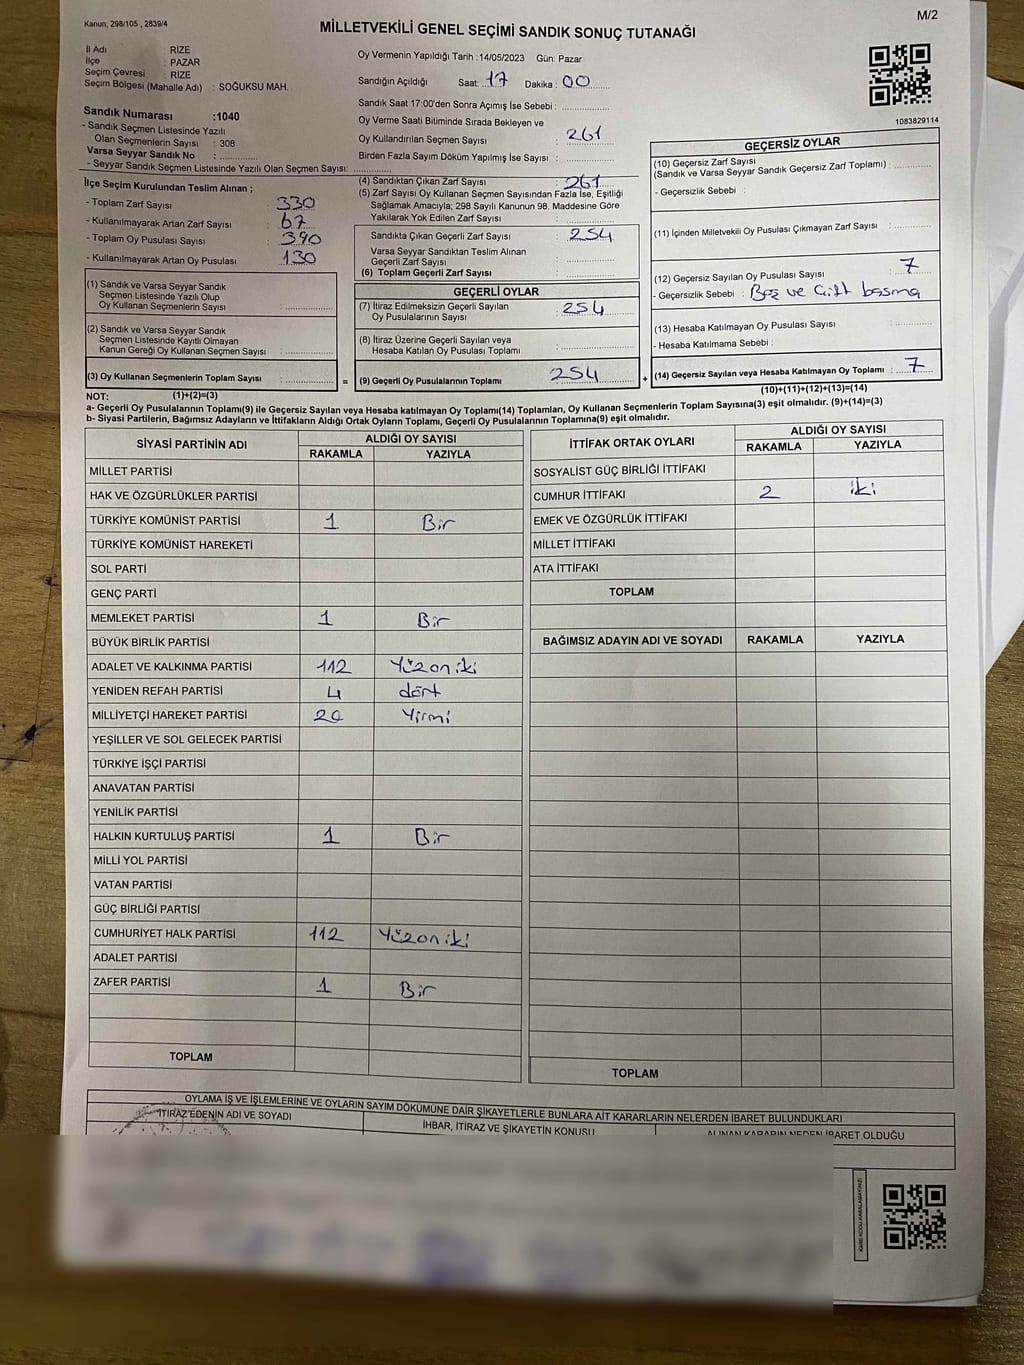 Kanun, 298/105 , 2839/4
M/2
MİLLETVEKİLİ GENEL SEÇİMİ SANDIK SONUÇ TUTANAĞI
İl Adı : RİZE
İlçe : PAZAR
Seçim Çevresi : RİZE
Seçim Bölgesi (Mahalle Adı) : SOĞUKSU MAH.
Sandık Numarası :1040
- Sandık Seçmen Listesinde Yazılı
Olan Seçmenlerin Sayısı : 308
Varsa Seyyar Sandık No :
- Seyyar Sandık Seçmen Listesinde Yazılı Olan Seçmen Sayısı:
Oy Vermenin Yapıldığı Tarih :14/05/2023 Gün: Pazar
Sandığın Açıldığı Saat: 17 Dakika : 00
Sandık Saat 17:00'den Sonra Açımış İse Sebebi :
Oy Verme Saati Bitiminde Sırada Bekleyen ve
Oy Kullandırılan Seçmen Sayısı : 261
Birden Fazla Sayım Döküm Yapılmış İse Sayısı :
1083829114
İlçe Seçim Kurulundan Teslim Alınan ;
- Toplam Zarf Sayısı : 330
- Kullanılmayarak Artan Zarf Sayısı : 67
- Toplam Oy Pusulası Sayısı : 390
- Kullanılmayarak Artan Oy Pusulası : 130
(1) Sandık ve Varsa Seyyar Sandık
Seçmen Listesinde Yazılı Olup
Oy Kullanan Seçmenlerin Sayısı :
(2) Sandık ve Varsa Seyyar Sandık
Seçmen Listesinde Kayıtlı Olmayan
Kanun Gereği Oy Kullanan Seçmen Sayısı :
(3) Oy Kullanan Seçmenlerin Toplam Sayısı :
(4) Sandıktan Çıkan Zarf Sayısı : 261
(5) Zarf Sayısı Oy Kullanan Seçmen Sayısından Fazla İse, Eşitliği
Sağlamak Amacıyla; 298 Sayılı Kanunun 98. Maddesine Göre
Yakılarak Yok Edilen Zarf Sayısı :
Sandıkta Çıkan Geçerli Zarf Sayısı : 254
Varsa Seyyar Sandıktan Teslim Alınan
Geçerli Zarf Sayısı :
(6) Toplam Geçerli Zarf Sayısı :
GEÇERLİ OYLAR
(7) İtiraz Edilmeksizin Geçerli Sayılan
Oy Pusulalarının Sayısı : 254
(8) İtiraz Üzerine Geçerli Sayılan veya
Hesaba Katılan Oy Pusulası Toplamı :
= (9) Geçerli Oy Pusulalarının Toplamı : 254
GEÇERSİZ OYLAR
(10) Geçersiz Zarf Sayısı
(Sandık ve Varsa Seyyar Sandık Geçersiz Zarf Toplamı) :
- Geçersizlik Sebebi :
(11) İçinden Milletvekili Oy Pusulası Çıkmayan Zarf Sayısı :
(12) Geçersiz Sayılan Oy Pusulası Sayısı : 7
- Geçersizlik Sebebi : Boş ve Çift basma
(13) Hesaba Katılmayan Oy Pusulası Sayısı :
- Hesaba Katılmama Sebebi :
+ (14) Geçersiz Sayılan veya Hesaba Katılmayan Oy Toplamı : 7
NOT: (1)+(2)=(3)
(10)+(11)+(12)+(13)=(14)
a- Geçerli Oy Pusulalarının Toplamı(9) ile Geçersiz Sayılan veya Hesaba katılmayan Oy Toplamı(14) Toplamları, Oy Kullanan Seçmenlerin Toplam Sayısına(3) eşit olmalıdır. (9)+(14)=(3)
b- Siyasi Partilerin, Bağımsız Adayların ve İttifakların Aldığı Ortak Oyların Toplamı, Geçerli Oy Pusulalarının Toplamına(9) eşit olmalıdır.
SİYASİ PARTİNİN ADI ALDIĞI OY SAYISI
RAKAMLA YAZIYLA
MİLLET PARTİSİ
HAK VE ÖZGÜRLÜKLER PARTİSİ
TÜRKİYE KOMÜNİST PARTİSİ 1 Bir
TÜRKİYE KOMÜNİST HAREKETİ
SOL PARTİ
GENÇ PARTİ
MEMLEKET PARTİSİ 1 Bir
BÜYÜK BİRLİK PARTİSİ
ADALET VE KALKINMA PARTİSİ 112 Yüzoniki
YENİDEN REFAH PARTİSİ 4 dört
MİLLİYETÇİ HAREKET PARTİSİ 20 Yirmi
YEŞİLLER VE SOL GELECEK PARTİSİ
TÜRKİYE İŞÇİ PARTİSİ
ANAVATAN PARTİSİ
YENİLİK PARTİSİ
HALKIN KURTULUŞ PARTİSİ 1 Bir
MİLLİ YOL PARTİSİ
VATAN PARTİSİ
GÜÇ BİRLİĞİ PARTİSİ
CUMHURİYET HALK PARTİSİ 112 Yüzoniki
ADALET PARTİSİ
ZAFER PARTİSİ 1 Bir
TOPLAM
İTTİFAK ORTAK OYLARI ALDIĞI OY SAYISI
RAKAMLA YAZIYLA
SOSYALİST GÜÇ BİRLİĞİ İTTİFAKI
CUMHUR İTTİFAKI 2 iki
EMEK VE ÖZGÜRLÜK İTTİFAKI
MİLLET İTTİFAKI
ATA İTTİFAKI
TOPLAM
BAĞIMSIZ ADAYIN ADI VE SOYADI RAKAMLA YAZIYLA
TOPLAM
OYLAMA İŞ VE İŞLEMLERİNE VE OYLARIN SAYIM DÖKÜMÜNE DAİR ŞİKAYETLERLE BUNLARA AİT KARARLARIN NELERDEN İBARET BULUNDUKLARI
İTİRAZ EDENİN ADI VE SOYADI
İHBAR, İTİRAZ VE ŞİKAYETİN KONUSU
ALINAN KARARIN NEDEN İBARET OLDUĞU